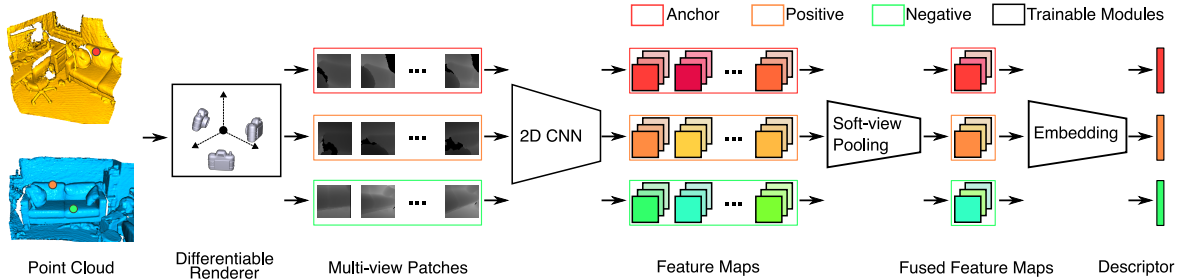 Anchor
Positive
Negative
Trainable Modules
2D CNN
Soft-view
Pooling
Embedding
Point Cloud
Differentiable
Renderer
Multi-view Patches
Feature Maps
Fused Feature Maps
Descriptor